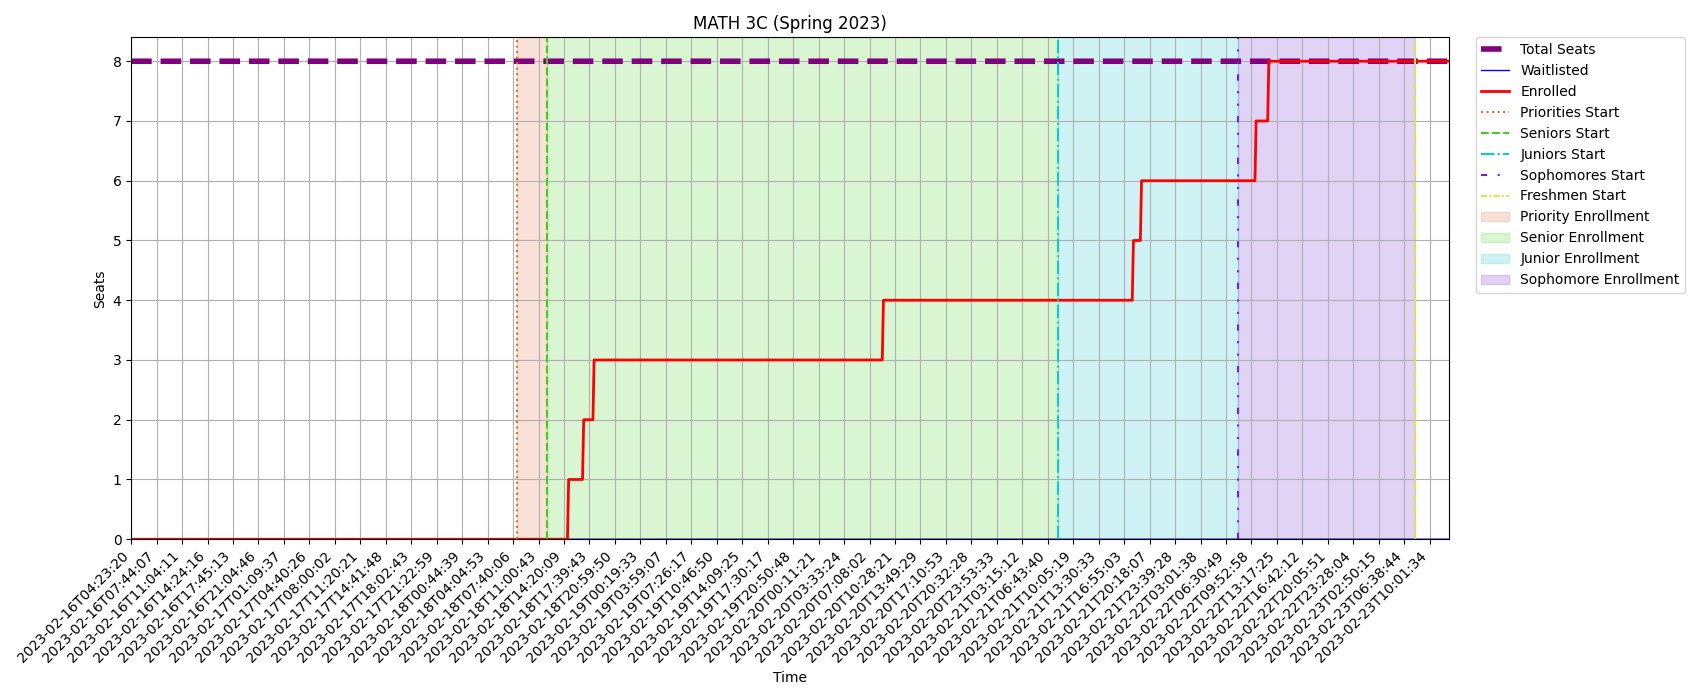 MATH 3C (Spring 2023)
Seats
8
7
6
5
4
3
2
1
0
2023-02-16T04:23:20
2023-02-16T07:44:07
2023-02-16T11:04:11
2023-02-16T14:24:16
2023-02-16T17:45:13
2023-02-16T21:04:46
2023-02-17T01:09:37
2023-02-17T04:40:26
2023-02-17T08:00:02
2023-02-17T11:20:21
2023-02-17T14:41:48
2023-02-17T18:02:43
2023-02-17T21:22:59
2023-02-18T00:44:39
2023-02-18T04:04:53
2023-02-18T07:40:06
2023-02-18T11:00:43
2023-02-18T14:20:09
2023-02-18T17:39:43
2023-02-18T20:59:50
2023-02-19T00:19:33
2023-02-19T03:59:07
2023-02-19T07:26:17
2023-02-19T10:46:50
2023-02-19T14:09:25
2023-02-19T17:30:17
2023-02-19T20:50:48
2023-02-20T00:11:21
2023-02-20T03:33:24
2023-02-20T07:08:02
2023-02-20T10:28:21
2023-02-20T13:49:29
2023-02-20T17:10:53
2023-02-20T20:32:28
2023-02-20T23:53:33
2023-02-21T03:15:12
2023-02-21T06:43:40
2023-02-21T10:05:19
2023-02-21T13:30:33
2023-02-21T16:55:03
2023-02-21T20:18:07
2023-02-21T23:39:28
2023-02-22T03:01:38
2023-02-22T06:30:49
2023-02-22T09:52:58
2023-02-22T13:17:25
2023-02-22T16:42:12
2023-02-22T20:05:51
2023-02-22T23:28:04
2023-02-23T02:50:15
2023-02-23T06:38:44
2023-02-23T10:01:34
Time
Total Seats
Waitlisted
Enrolled
Priorities Start
Seniors Start
Juniors Start
Sophomores Start
Freshmen Start
Priority Enrollment
Senior Enrollment
Junior Enrollment
Sophomore Enrollment